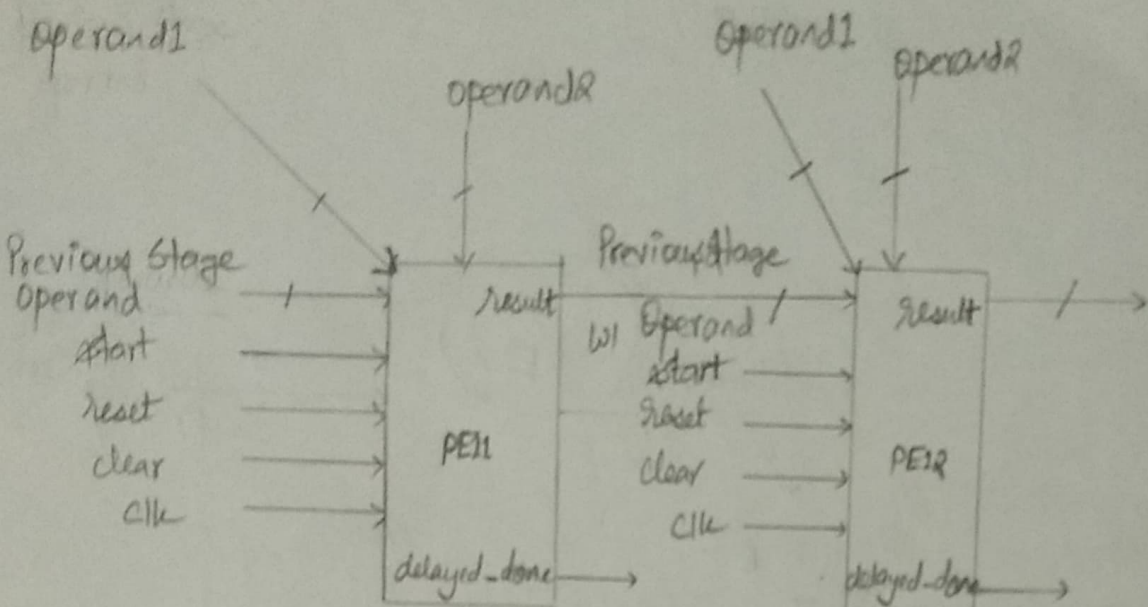 Operand1
Operand2
Operand1
Operand2
Previous Stage
Operand
start
reset
clear
clk
result
PE11
delayed_done
Previous Stage
w1 Operand
start
reset
clear
clk
result
PE12
delayed_done